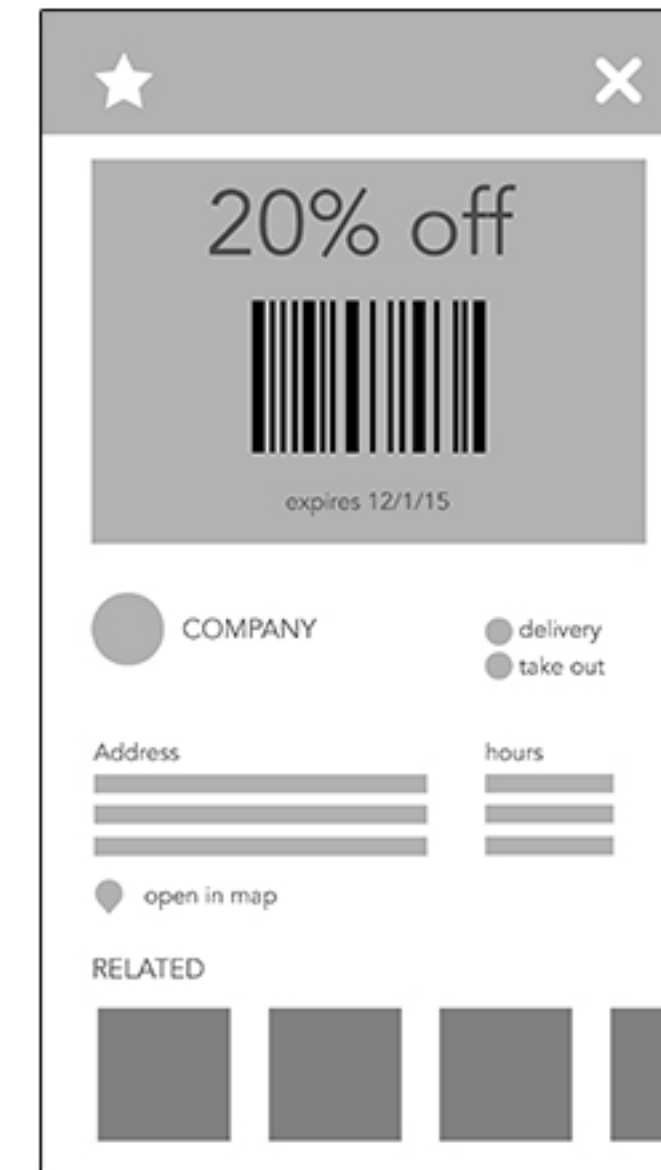 20% off
expires 12/1/15
COMPANY
delivery
take out
Address
hours
open in map
RELATED